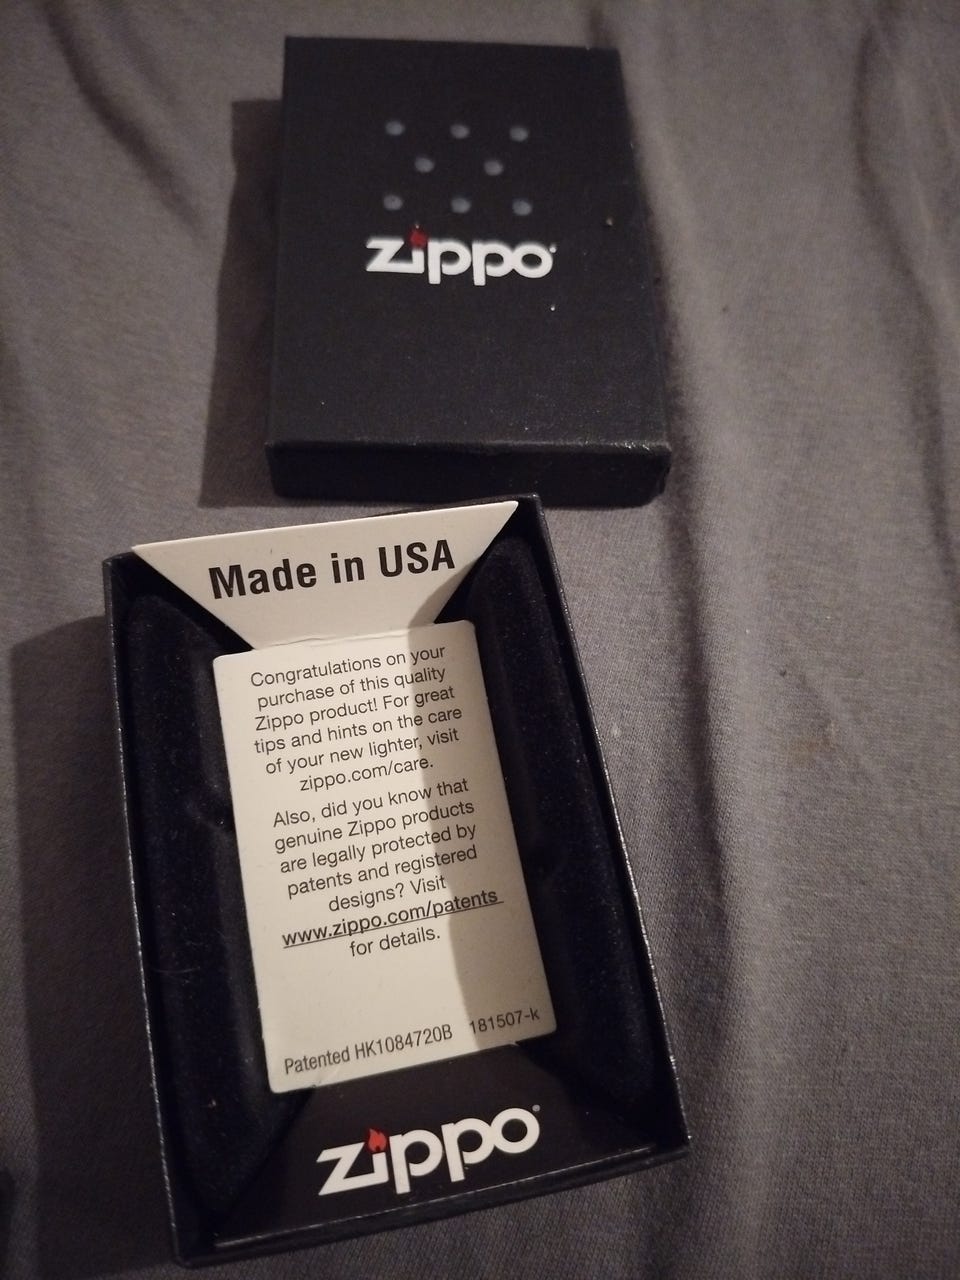 zippo
Made in USA
Congratulations on your
purchase of this quality
Zippo product! For great
tips and hints on the care
of your new lighter, visit
zippo.com/care.
Also, did you know that
genuine Zippo products
are legally protected by
patents and registered
designs? Visit
www.zippo.com/patents
for details.
Patented HK1084720B 181507-k
zippo